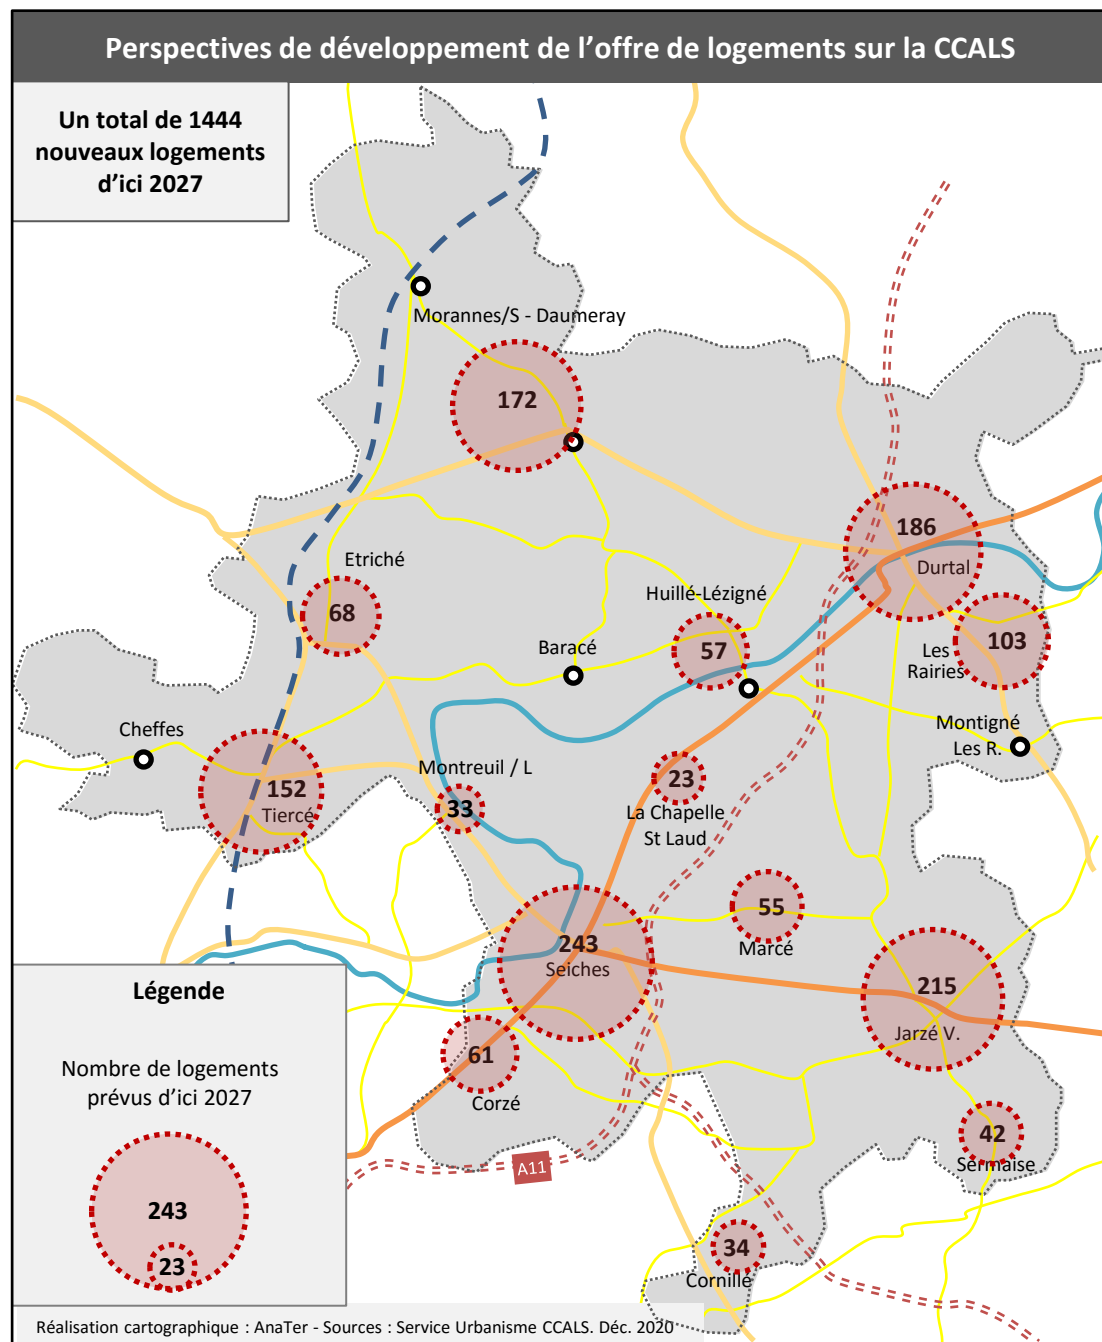 Perspectives de développement de l’offre de logements sur la CCALS
Un total de 1444
nouveaux logements
d’ici 2027
Morannes/S - Daumeray
172
186
Durtal
Etriché
68
Huillé-Lézigné
57
103
Les
Rairies
Baracé
Montigné
Les R.
Cheffes
152
Tiercé
Montreuil / L
33
23
La Chapelle
St Laud
55
Marcé
243
Seiches
215
Jarzé V.
61
Corzé
42
Sermaise
A11
34
Cornillé
Légende
Nombre de logements
prévus d’ici 2027
243
23
Réalisation cartographique : AnaTer - Sources : Service Urbanisme CCALS. Déc. 2020